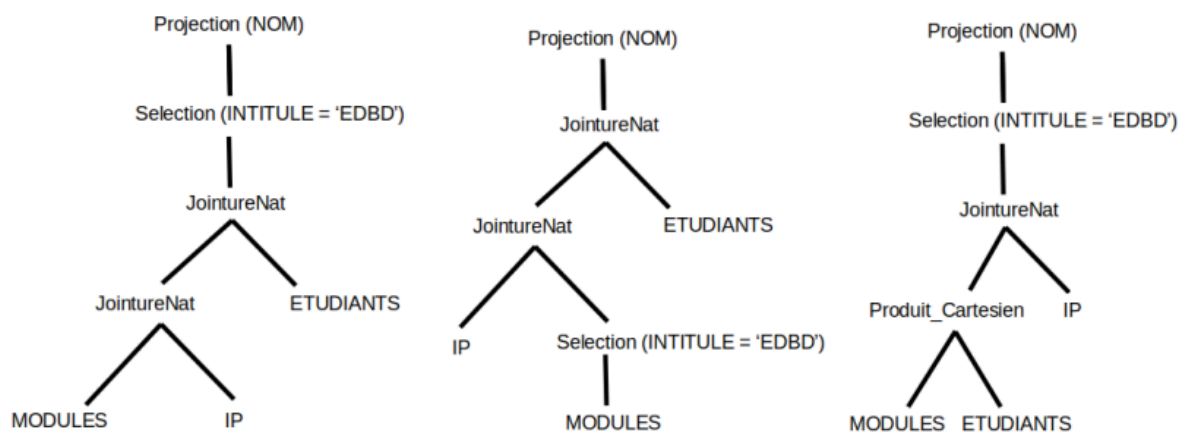 Projection (NOM)
Selection (INTITULE = ‘EDBD’)
JointureNat
JointureNat
ETUDIANTS
MODULES
IP
Projection (NOM)
JointureNat
JointureNat
ETUDIANTS
IP
Selection (INTITULE = ‘EDBD’)
MODULES
Projection (NOM)
Selection (INTITULE = ‘EDBD’)
JointureNat
Produit_Cartesien
IP
MODULES
ETUDIANTS